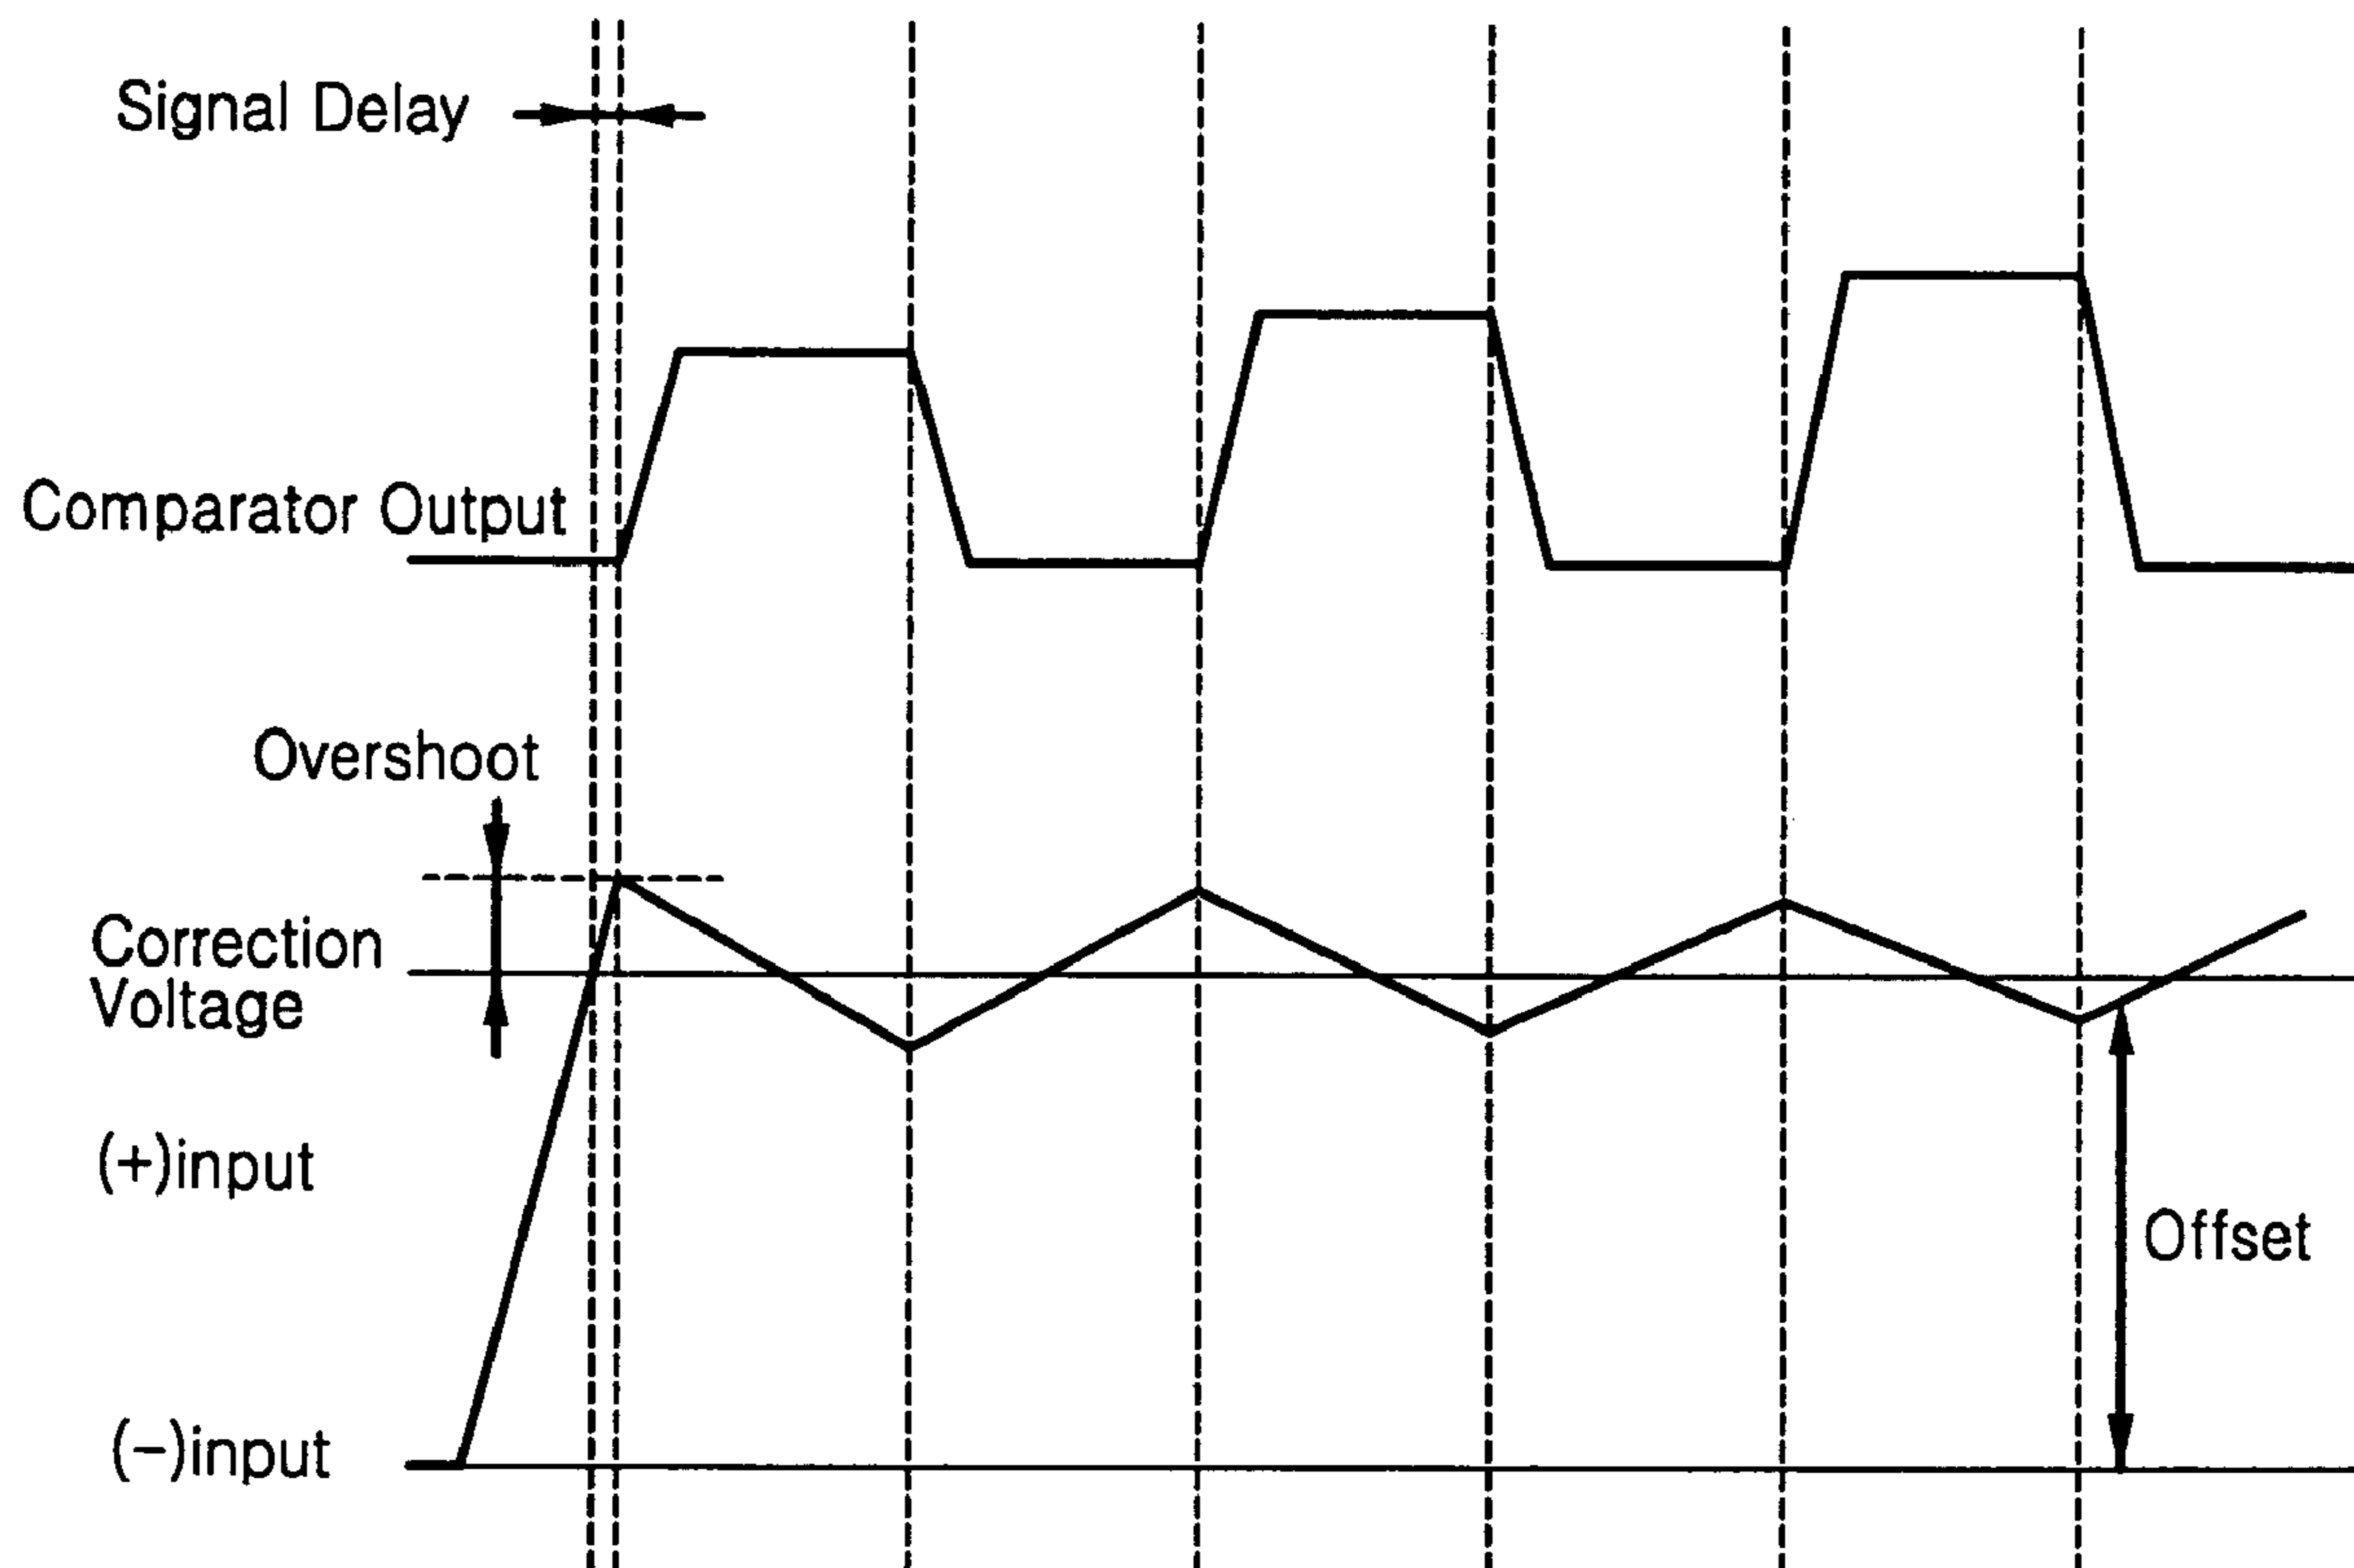 Signal Delay
Comparator Output
Overshoot
Correction
Voltage
(+)input
Offset
(−)input